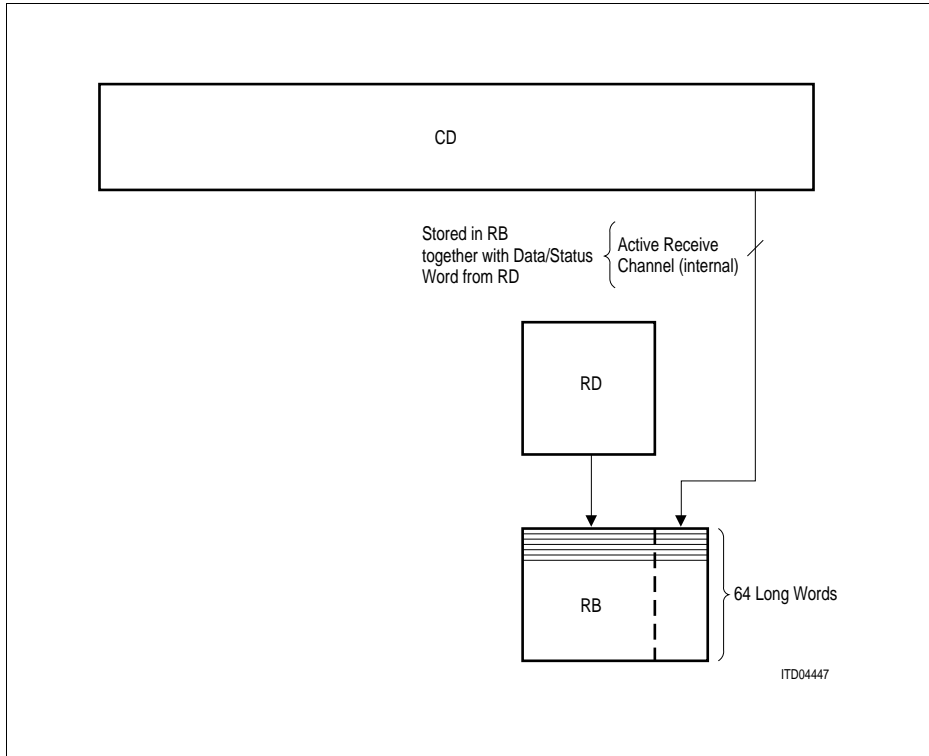 CD
Stored in RB
together with Data/Status
Word from RD
Active Receive
Channel (internal)
RD
RB
64 Long Words
ITD04447